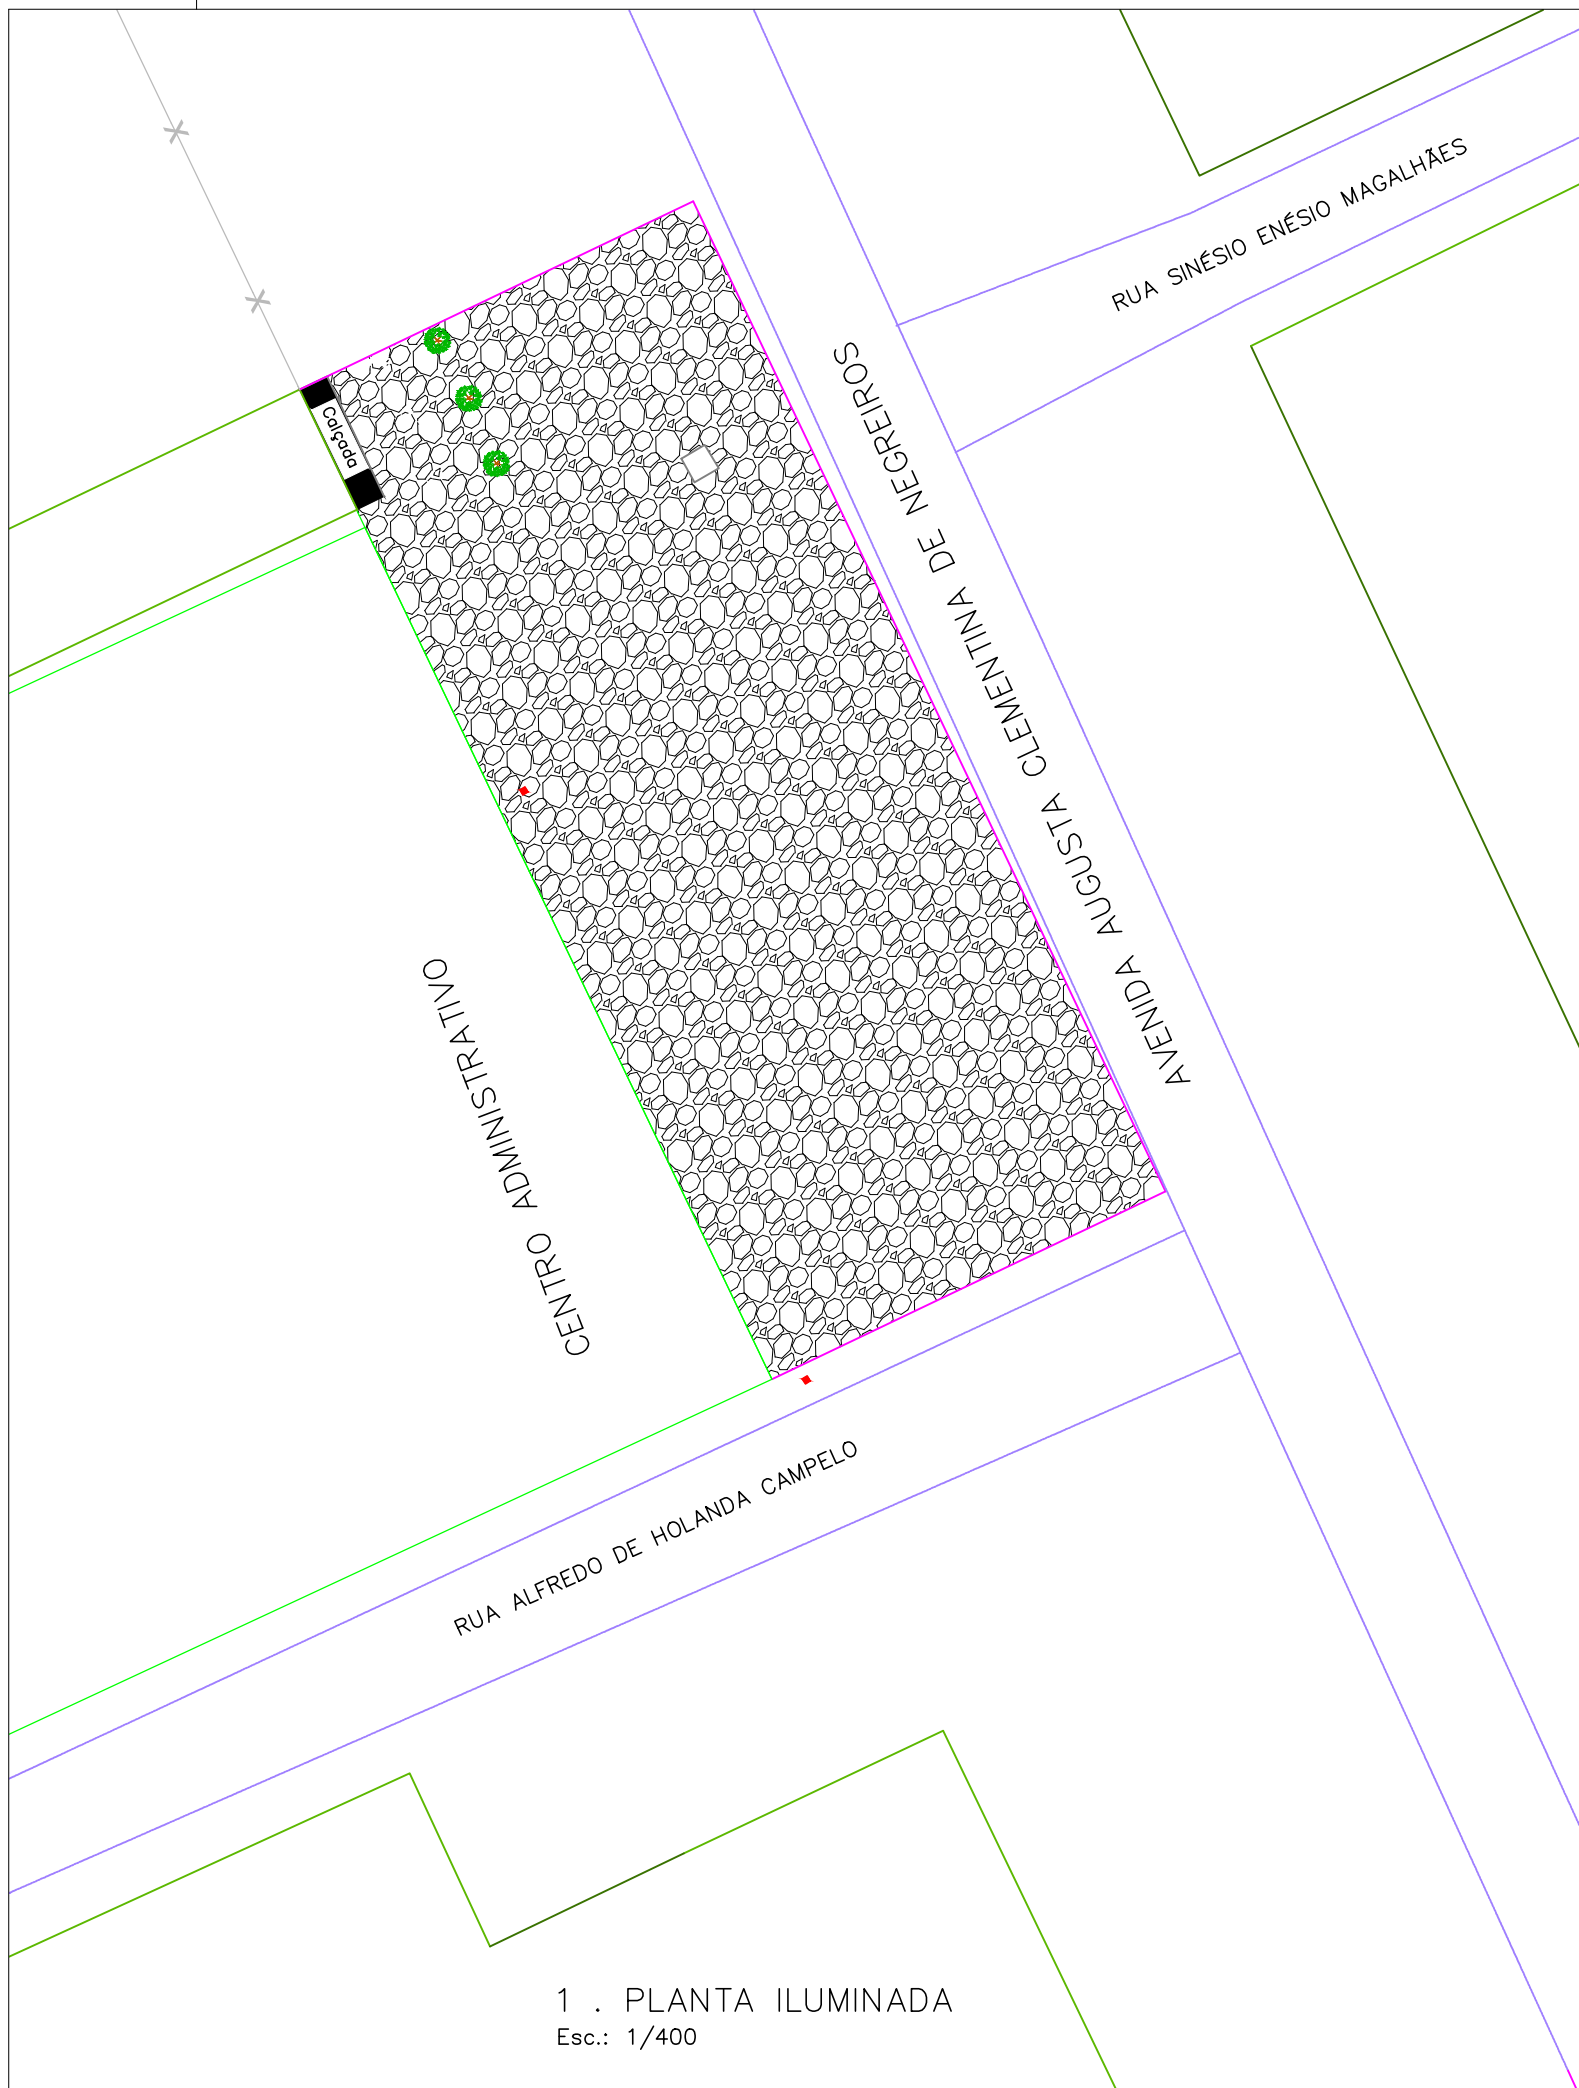 RUA SINÉSIO ENÉSIO MAGALHÃES
AVENIDA AUGUSTA CLEMENTINA DE NEGREIROS
Calçada
CENTRO ADMINISTRATIVO
RUA ALFREDO DE HOLANDA CAMPELO
1 . PLANTA ILUMINADA
Esc.: 1/400